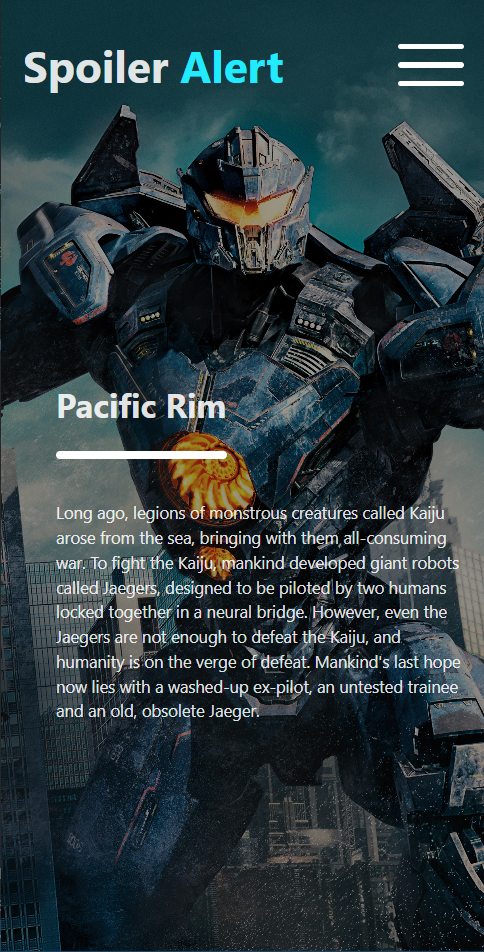 Spoiler Alert
Pacific Rim
Long ago, legions of monstrous creatures called Kaiju
arose from the sea, bringing with them all-consuming
war. To fight the Kaiju, mankind developed giant robots
called Jaegers, designed to be piloted by two humans
locked together in a neural bridge. However, even the
Jaegers are not enough to defeat the Kaiju, and
humanity is on the verge of defeat. Mankind's last hope
now lies with a washed-up ex-pilot, an untested trainee
and an old, obsolete Jaeger.